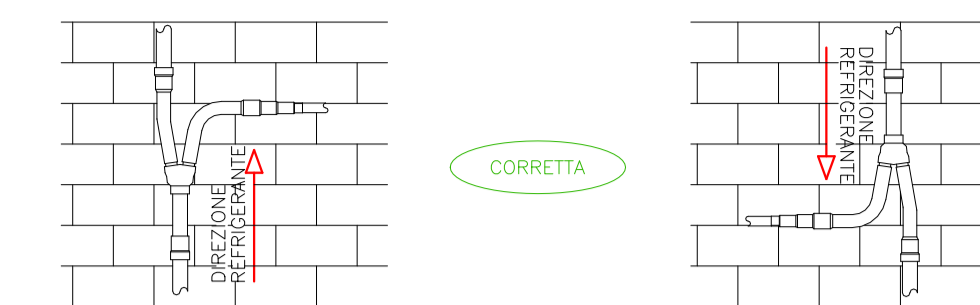 DIREZIONE
REFRIGERANTE
CORRETTA
DIREZIONE
REFRIGERANTE